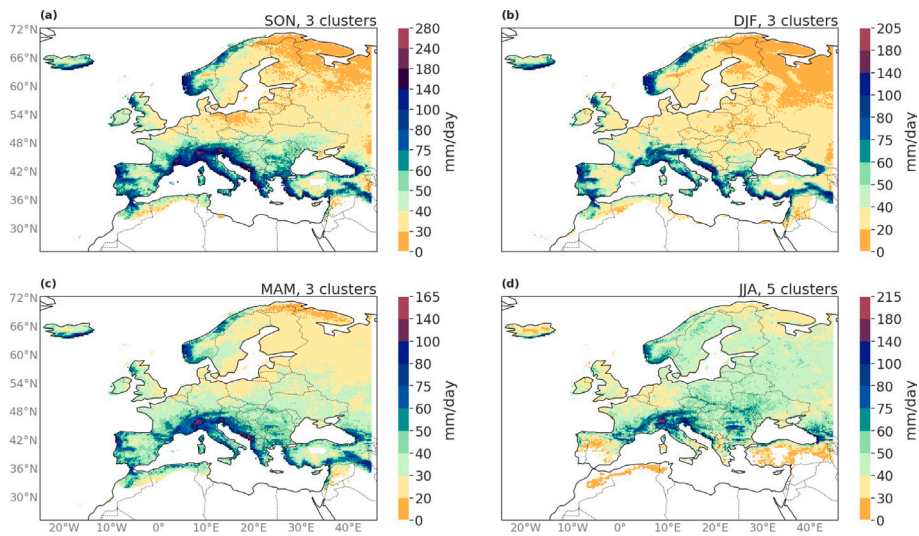 (a)
SON, 3 clusters
72°N
66°N
60°N
54°N
48°N
42°N
36°N
30°N
280
240
180
140
100
80
60
50
40
30
0
mm/day
(b)
DJF, 3 clusters
205
180
140
100
80
75
60
50
40
20
0
mm/day
(c)
MAM, 3 clusters
72°N
66°N
60°N
54°N
48°N
42°N
36°N
30°N
20°W
10°W
0°
10°E
20°E
30°E
40°E
165
140
100
80
75
60
50
40
30
20
0
mm/day
(d)
JJA, 5 clusters
20°W
10°W
0°
10°E
20°E
30°E
40°E
215
180
140
100
80
75
60
50
35
30
0
mm/day